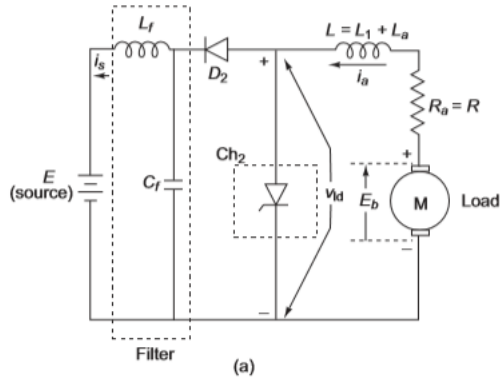 L_f
L = L_1 + L_a
i_s
D_2
+
i_a
R_a = R
Ch_2
+
E
(source)
C_f
v_ld
E_b
M
Load
−
−
Filter
(a)